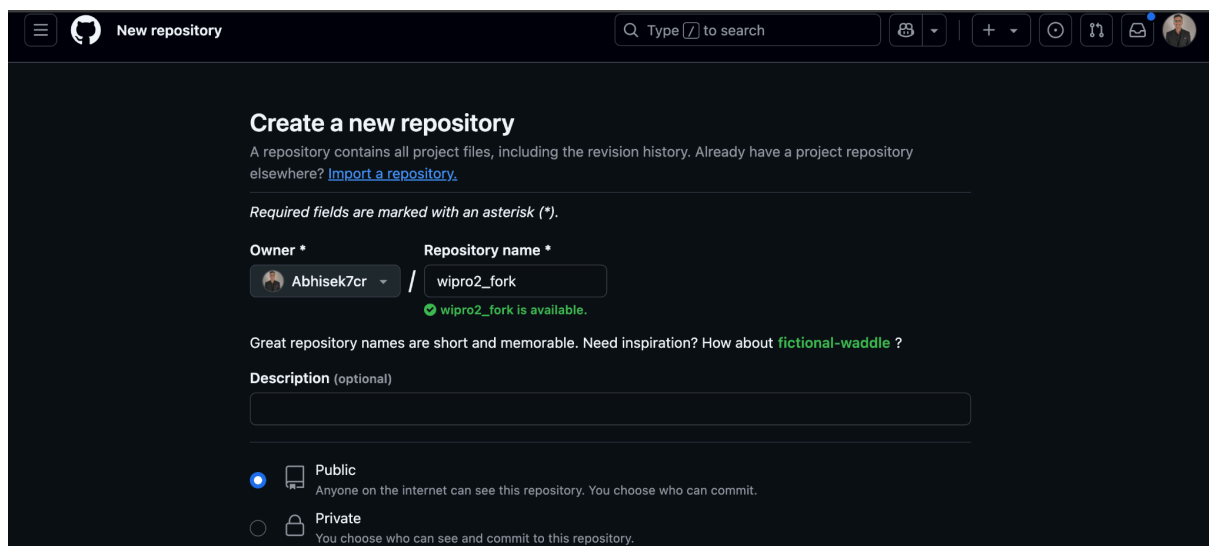 New repository
Type / to search
Create a new repository
A repository contains all project files, including the revision history. Already have a project repository
elsewhere? Import a repository.
Required fields are marked with an asterisk (*).
Owner *
Repository name *
Abhisek7cr
/
wipro2_fork
wipro2_fork is available.
Great repository names are short and memorable. Need inspiration? How about fictional-waddle ?
Description (optional)
Public
Anyone on the internet can see this repository. You choose who can commit.
Private
You choose who can see and commit to this repository.